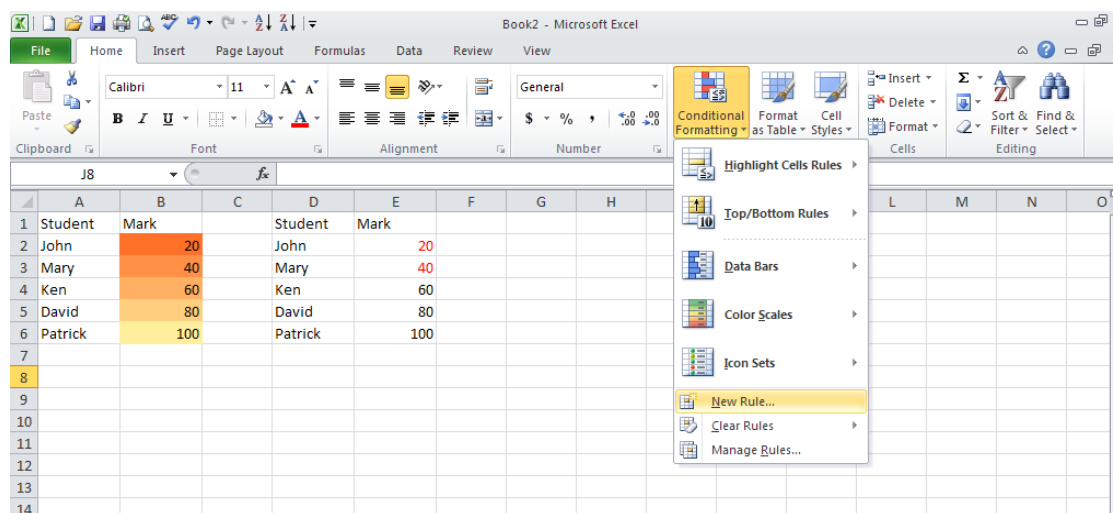 Book2 - Microsoft Excel
File Home Insert Page Layout Formulas Data Review View
Calibri 11 General Insert Σ
Delete
Paste B I U A $ % , Conditional Format Cell Sort & Find &
Formatting as Table Styles Format Filter Select
Clipboard Font Alignment Number Cells Editing
J8 fx
Highlight Cells Rules
Top/Bottom Rules
Data Bars
Color Scales
Icon Sets
New Rule...
Clear Rules
Manage Rules...
A B C D E F G H L M N O
1 Student Mark Student Mark
2 John 20 John 20
3 Mary 40 Mary 40
4 Ken 60 Ken 60
5 David 80 David 80
6 Patrick 100 Patrick 100
7
8
9
10
11
12
13
14